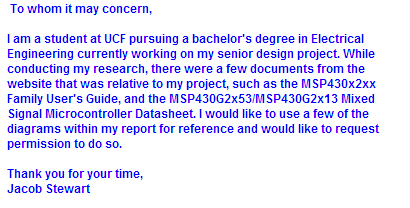 To whom it may concern,
I am a student at UCF pursuing a bachelor's degree in Electrical
Engineering currently working on my senior design project. While
conducting my research, there were a few documents from the
website that was relative to my project, such as the MSP430x2xx
Family User's Guide, and the MSP430G2x53/MSP430G2x13 Mixed
Signal Microcontroller Datasheet. I would like to use a few of the
diagrams within my report for reference and would like to request
permission to do so.
Thank you for your time,
Jacob Stewart